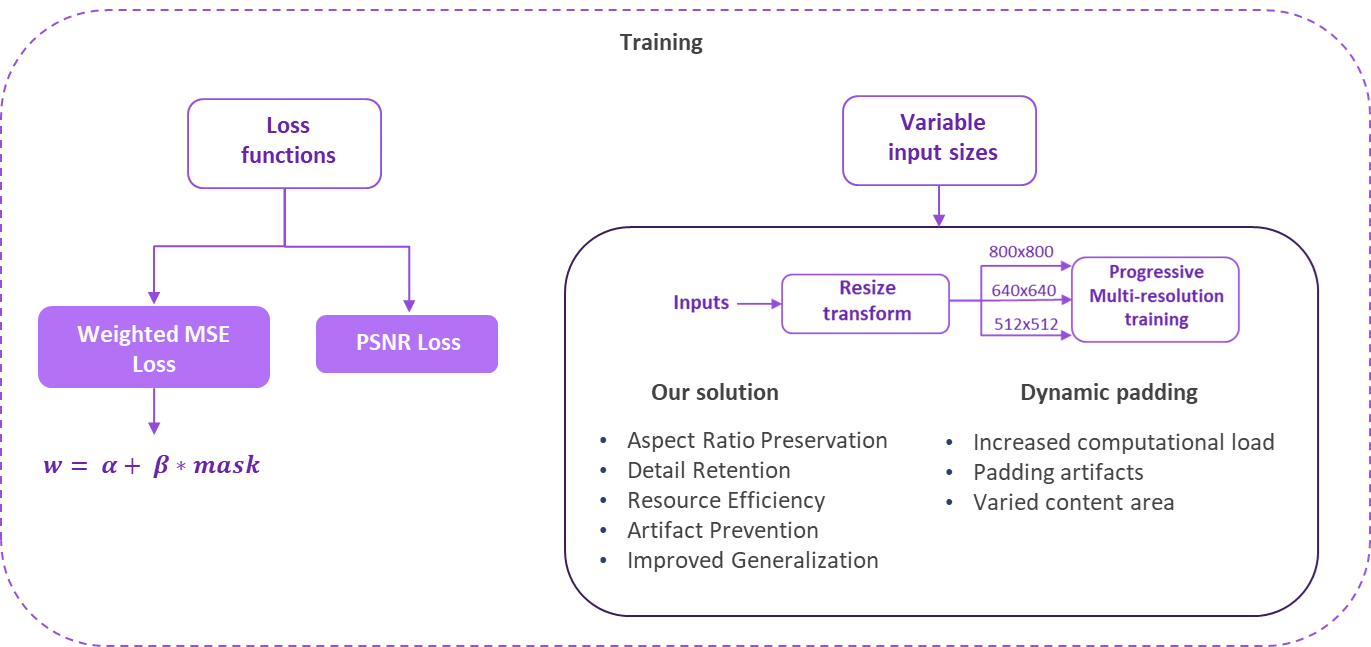 Training
Loss
functions
Weighted MSE
Loss
PSNR Loss
w = α + β * mask
Variable
input sizes
Inputs
Resize
transform
800x800
640x640
512x512
Progressive
Multi-resolution
training
Our solution
• Aspect Ratio Preservation
• Detail Retention
• Resource Efficiency
• Artifact Prevention
• Improved Generalization
Dynamic padding
• Increased computational load
• Padding artifacts
• Varied content area